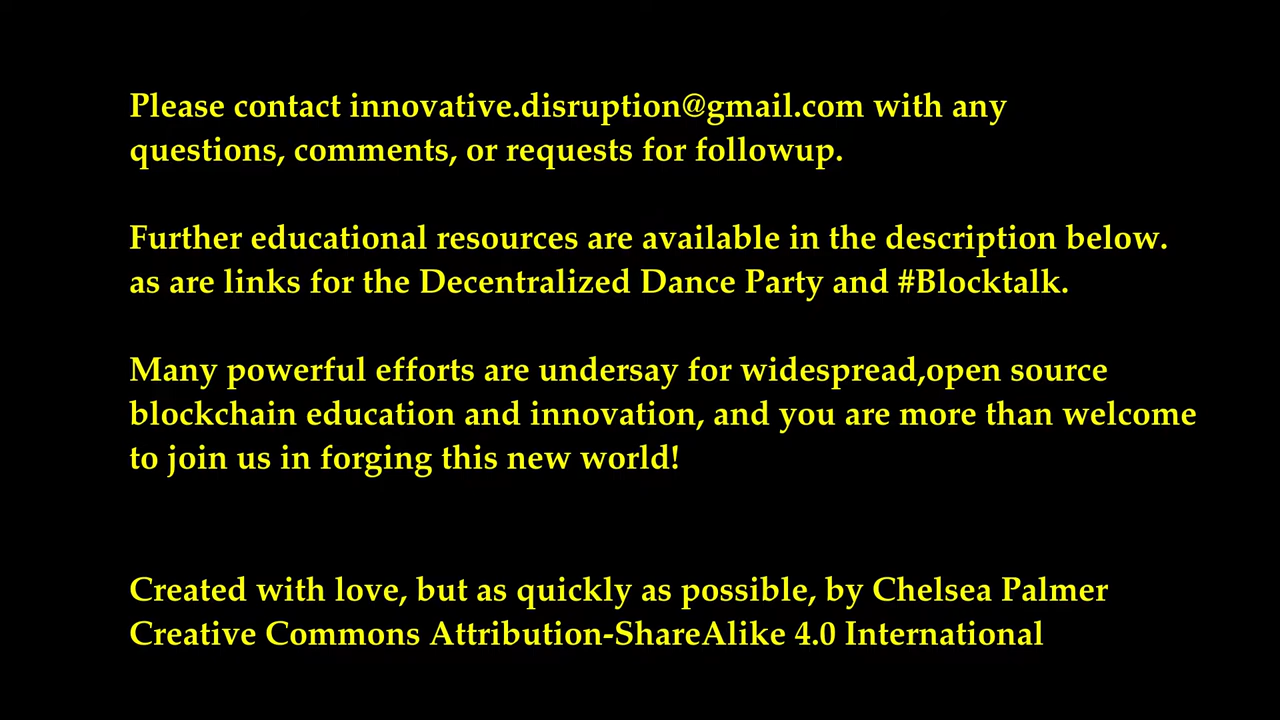 Please contact innovative.disruption@gmail.com with any
questions, comments, or requests for followup.
Further educational resources are available in the description below.
as are links for the Decentralized Dance Party and #Blocktalk.
Many powerful efforts are undersay for widespread,open source
blockchain education and innovation, and you are more than welcome
to join us in forging this new world!
Created with love, but as quickly as possible, by Chelsea Palmer
Creative Commons Attribution-ShareAlike 4.0 International